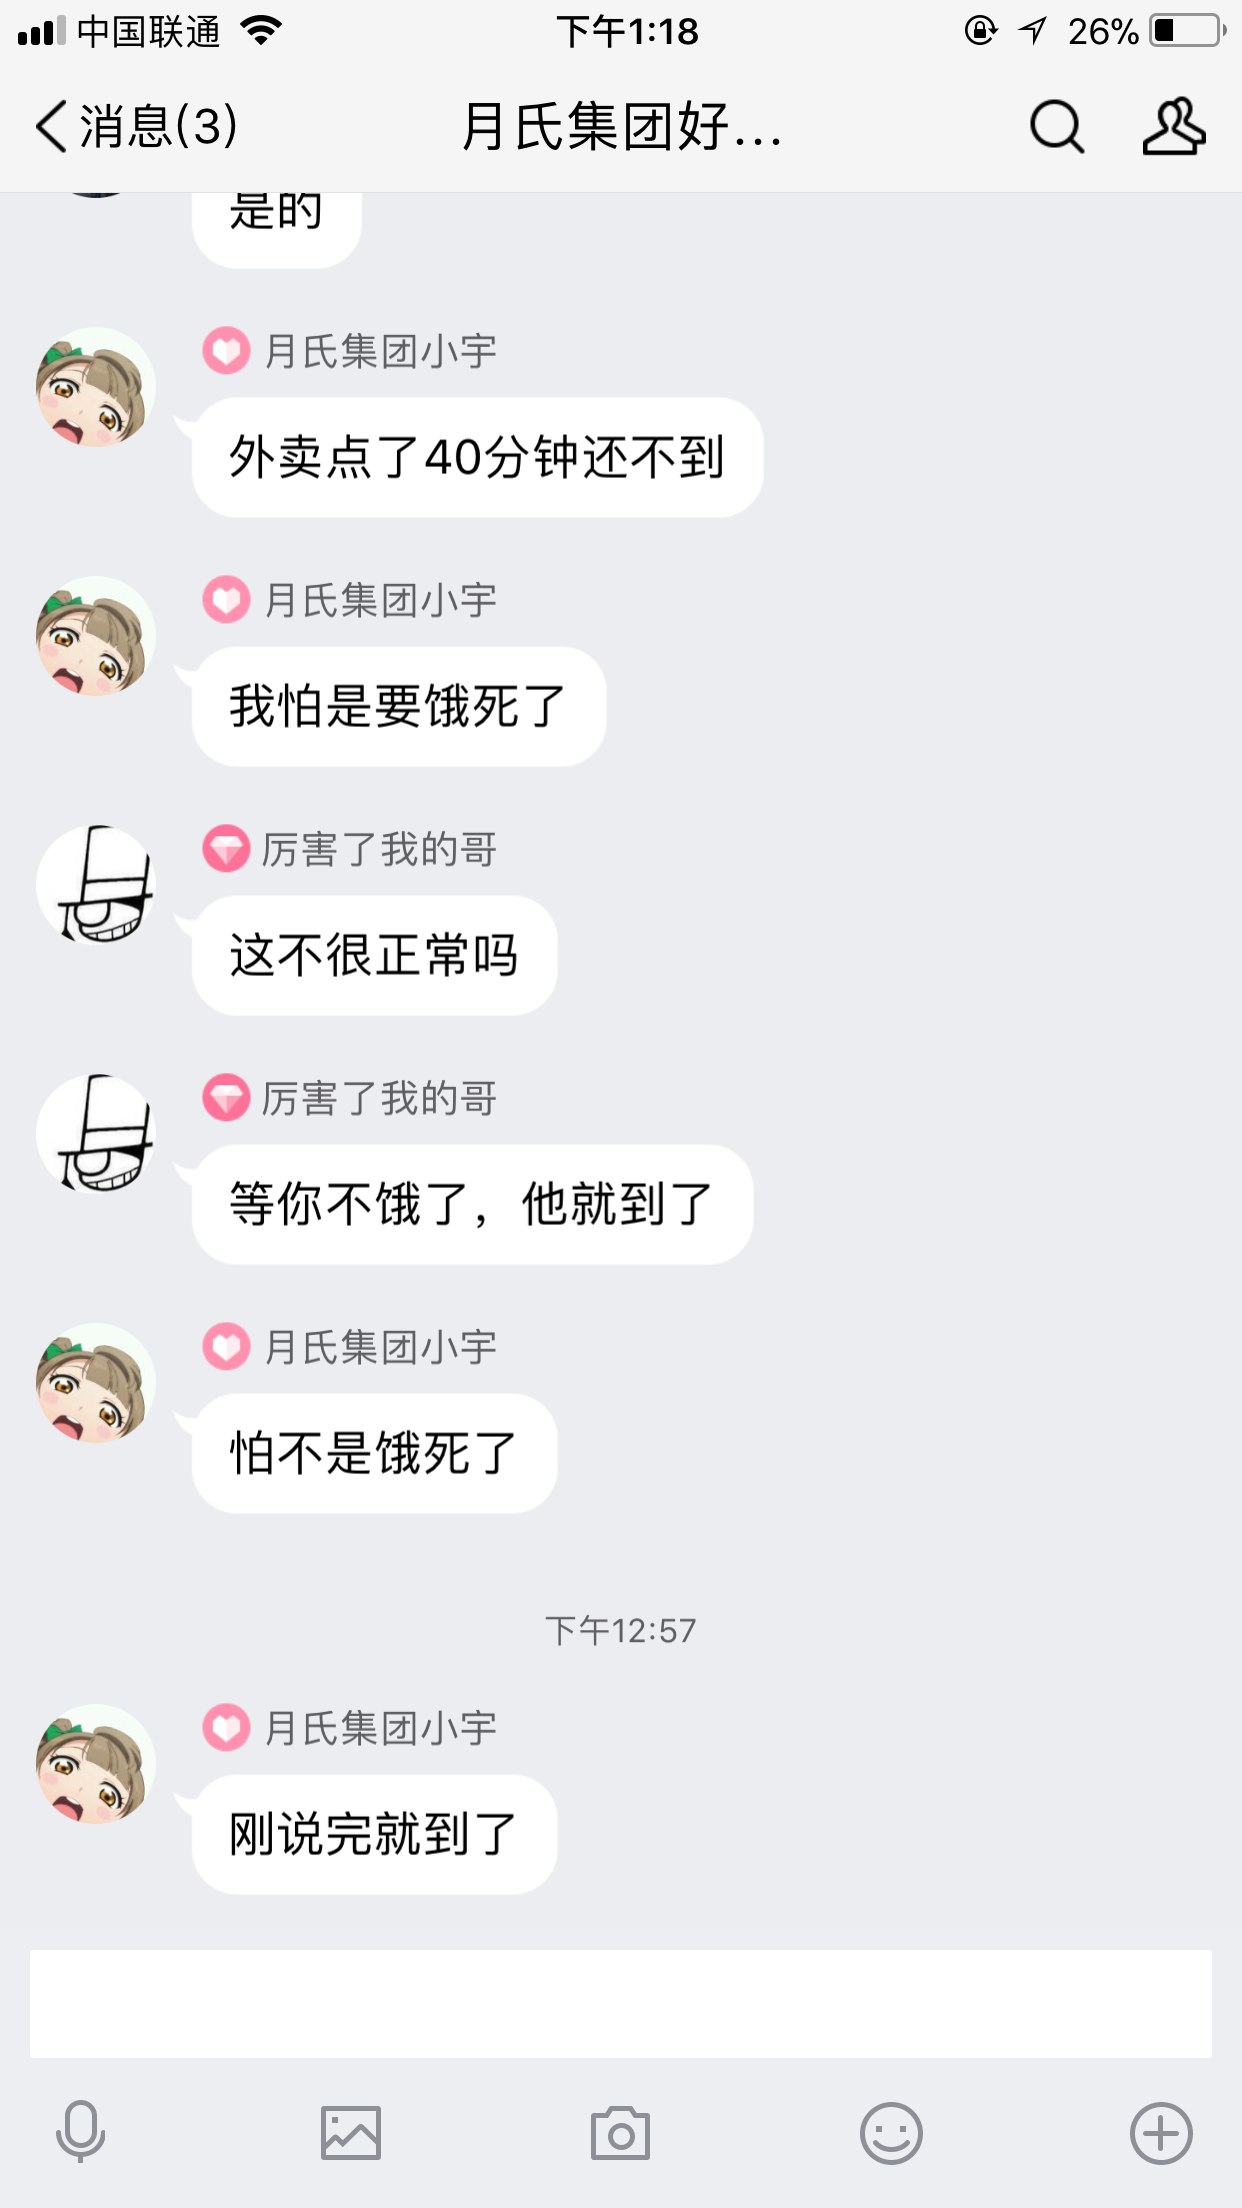 中国联通 下午1:18 26%
消息(3) 月氏集团好...
是的
月氏集团小宇
外卖点了40分钟还不到
月氏集团小宇
我怕是要饿死了
厉害了我的哥
这不很正常吗
厉害了我的哥
等你不饿了，他就到了
月氏集团小宇
怕不是饿死了
下午12:57
月氏集团小宇
刚说完就到了